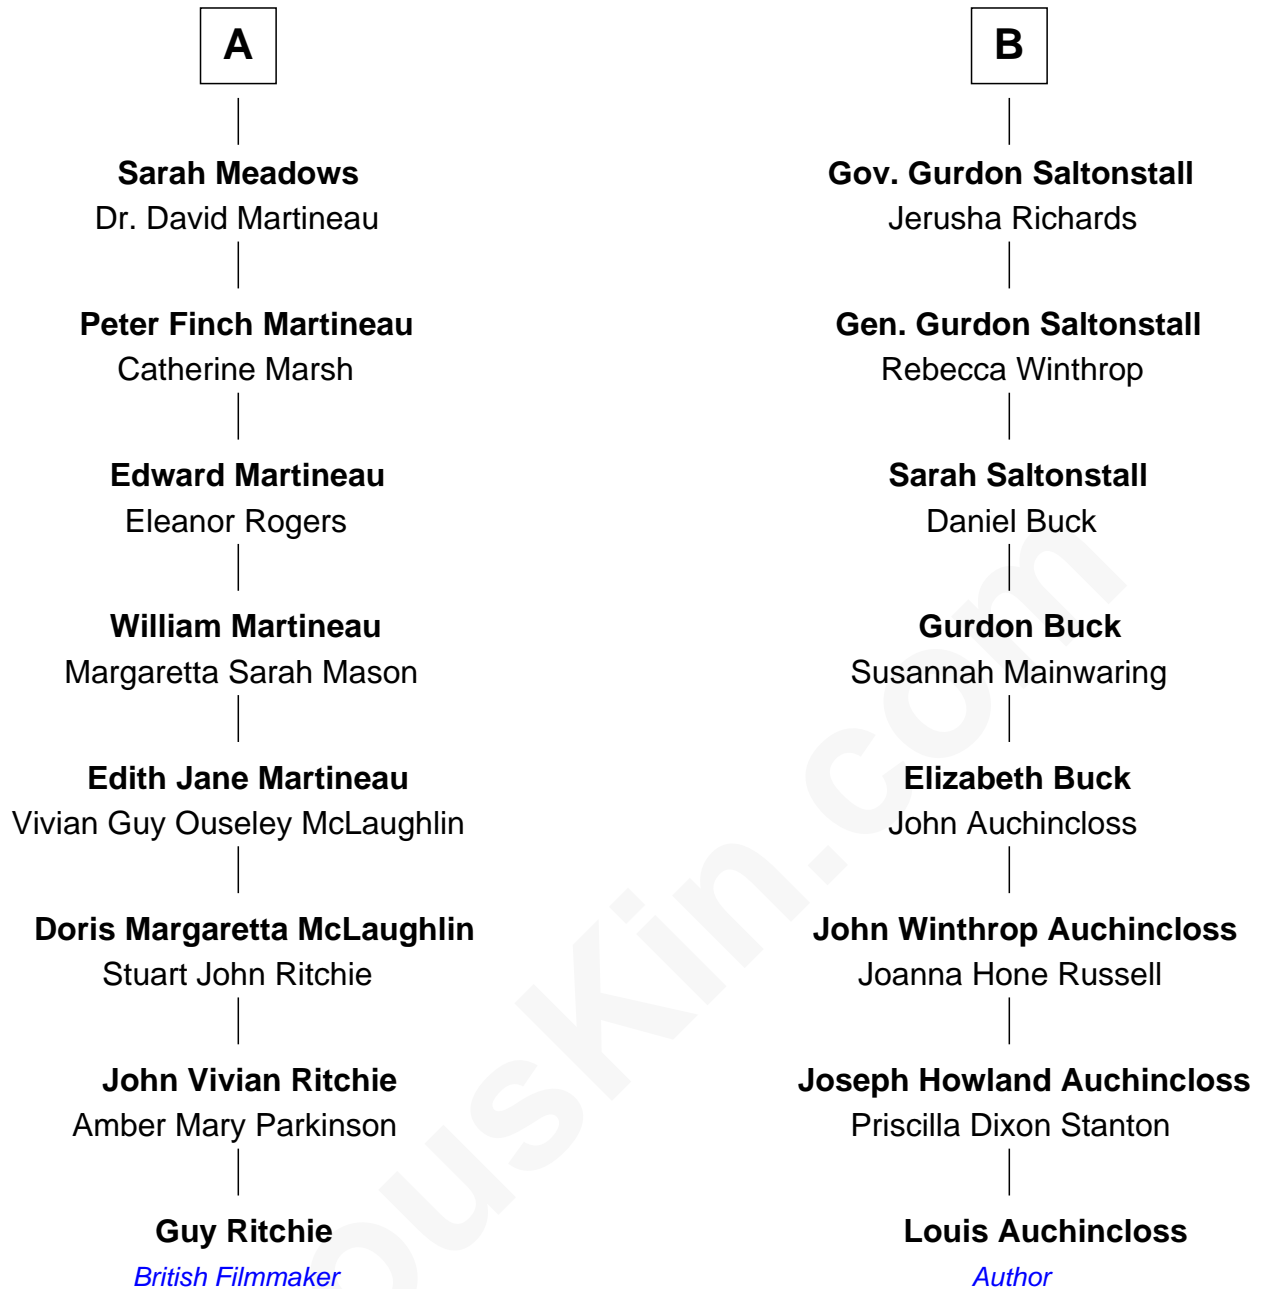 A
Sarah Meadows
Dr. David Martineau
Peter Finch Martineau
Catherine Marsh
Edward Martineau
Eleanor Rogers
William Martineau
Margaretta Sarah Mason
Edith Jane Martineau
Vivian Guy Ouseley McLaughlin
Doris Margaretta McLaughlin
Stuart John Ritchie
John Vivian Ritchie
Amber Mary Parkinson
Guy Ritchie
British Filmmaker
B
Gov. Gurdon Saltonstall
Jerusha Richards
Gen. Gurdon Saltonstall
Rebecca Winthrop
Sarah Saltonstall
Daniel Buck
Gurdon Buck
Susannah Mainwaring
Elizabeth Buck
John Auchincloss
John Winthrop Auchincloss
Joanna Hone Russell
Joseph Howland Auchincloss
Priscilla Dixon Stanton
Louis Auchincloss
Author
ousKin.com